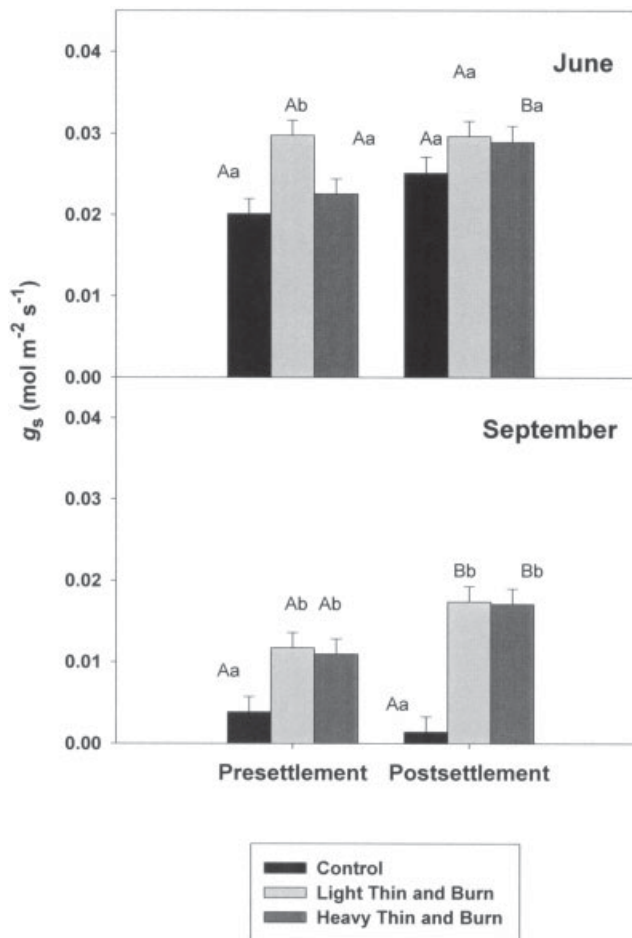 0.04
0.03
0.02
0.01
0.00
June
Aa
Ab
Aa
Aa
Aa
Ba
gs (mol m-2 s-1)
0.04
0.03
0.02
0.01
0.00
September
Aa
Ab
Ab
Aa
Bb
Bb
Presettlement
Postsettlement
Control
Light Thin and Burn
Heavy Thin and Burn